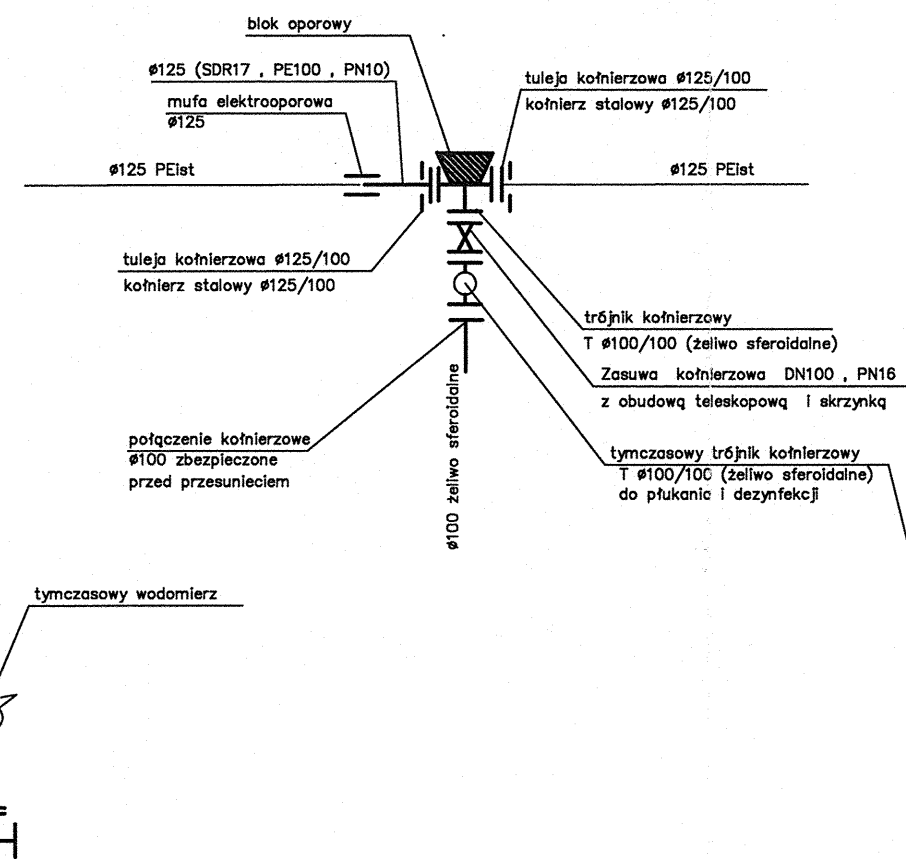 blok oporowy
ø125 (SDR17 , PE100 , PN10)
tuleja kołnierzowa ø125/100
kołnierz stalowy ø125/100
mufa elektrooporowa
ø125
ø125 PEist
ø125 PEist
tuleja kołnierzowa ø125/100
kołnierz stalowy ø125/100
trójnik kołnierzowy
T ø100/100 (żeliwo sferoidalne)
Zasuwa kołnierzowa DN100 , PN16
z obudową teleskopową i skrzynką
połączenie kołnierzowe
ø100 zbezpieczone
przed przesunieciem
ø100 żeliwo sferoidalne
tymczasowy trójnik kołnierzowy
T ø100/100 (żeliwo sferoidalne)
do płukania i dezynfekcji
tymczasowy wodomierz